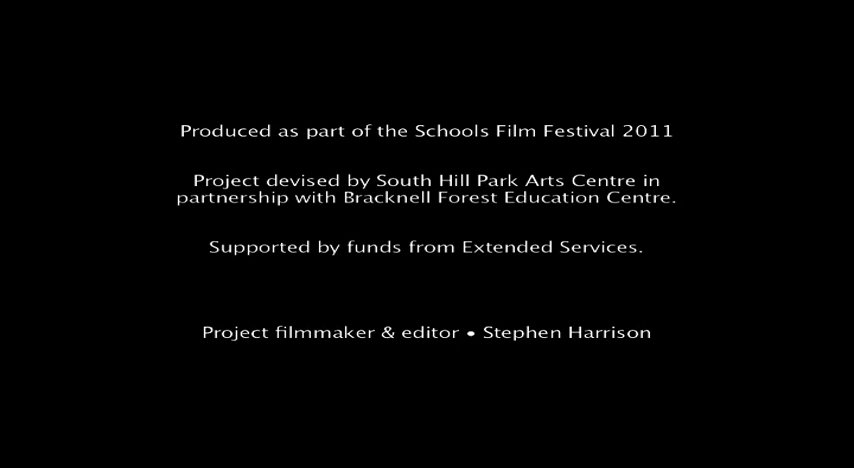 Produced as part of the Schools Film Festival 2011
Project devised by South Hill Park Arts Centre in
partnership with Bracknell Forest Education Centre.
Supported by funds from Extended Services.
Project filmmaker & editor • Stephen Harrison